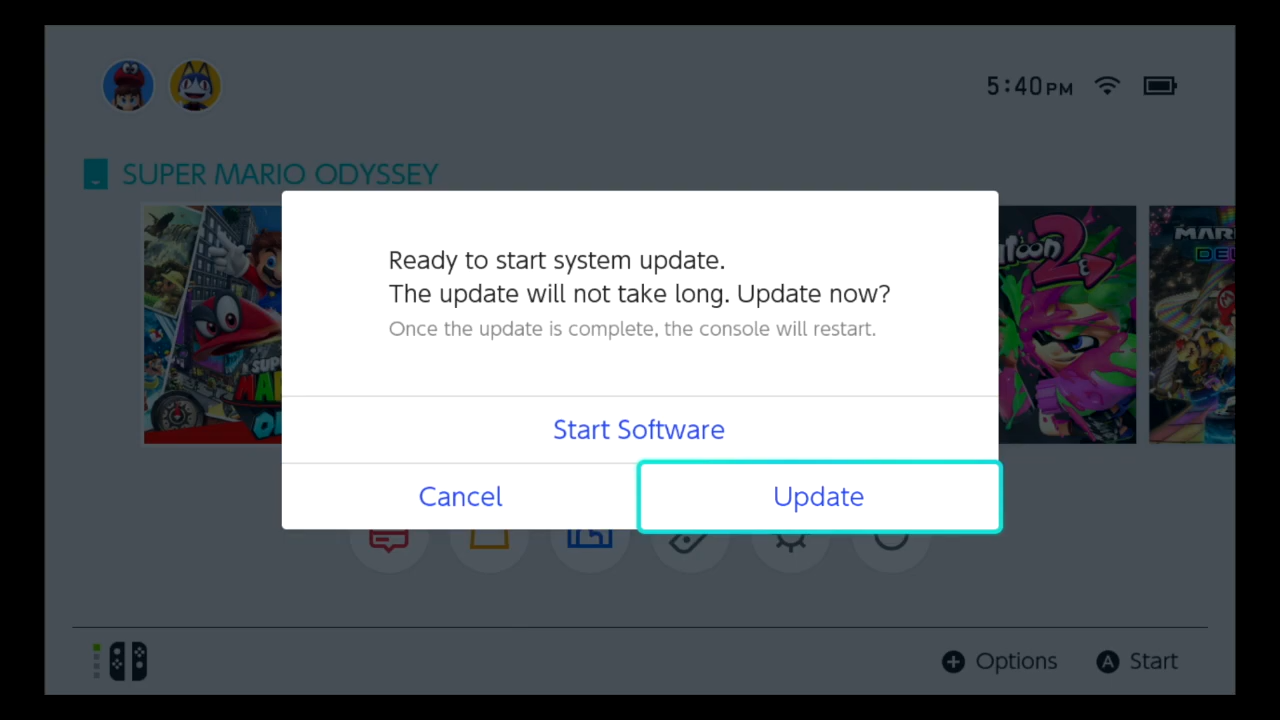 5:40PM
SUPER MARIO ODYSSEY
Ready to start system update.
The update will not take long. Update now?
Once the update is complete, the console will restart.
Start Software
Cancel
Update
+ Options
A Start